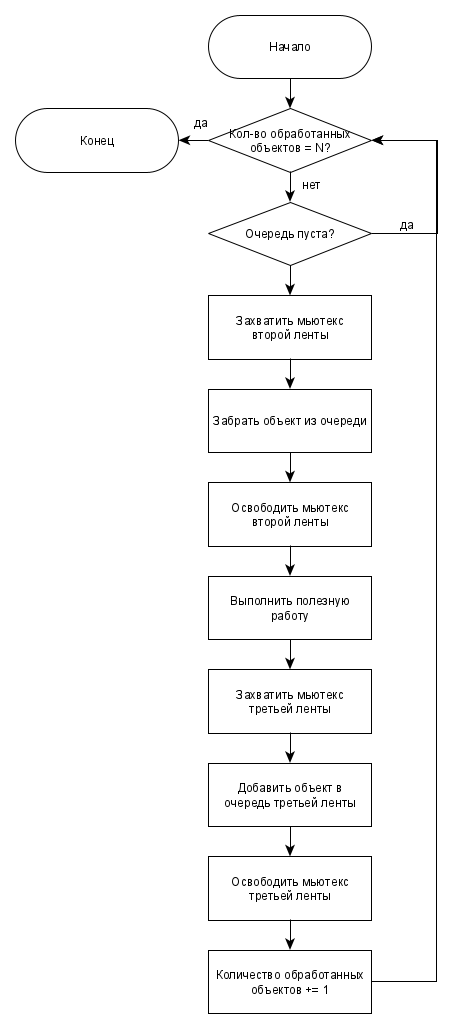 Начало
да
Конец
Кол-во обработанных
объектов = N?
нет
Очередь пуста?
да
Захватить мьютекс
второй ленты
Забрать объект из очереди
Освободить мьютекс
второй ленты
Выполнить полезную
работу
Захватить мьютекс
третьей ленты
Добавить объект в
очередь третьей ленты
Освободить мьютекс
третьей ленты
Количество обработанных
объектов += 1